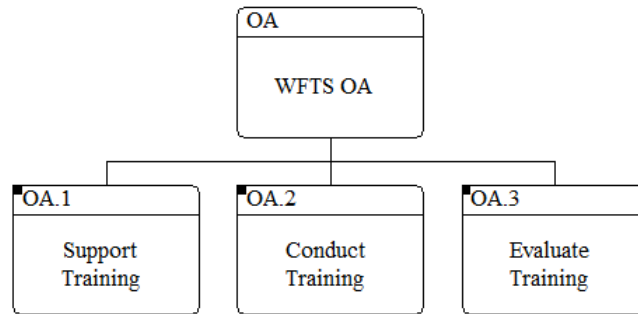 OA
WFTS OA
OA.1
Support
Training
OA.2
Conduct
Training
OA.3
Evaluate
Training